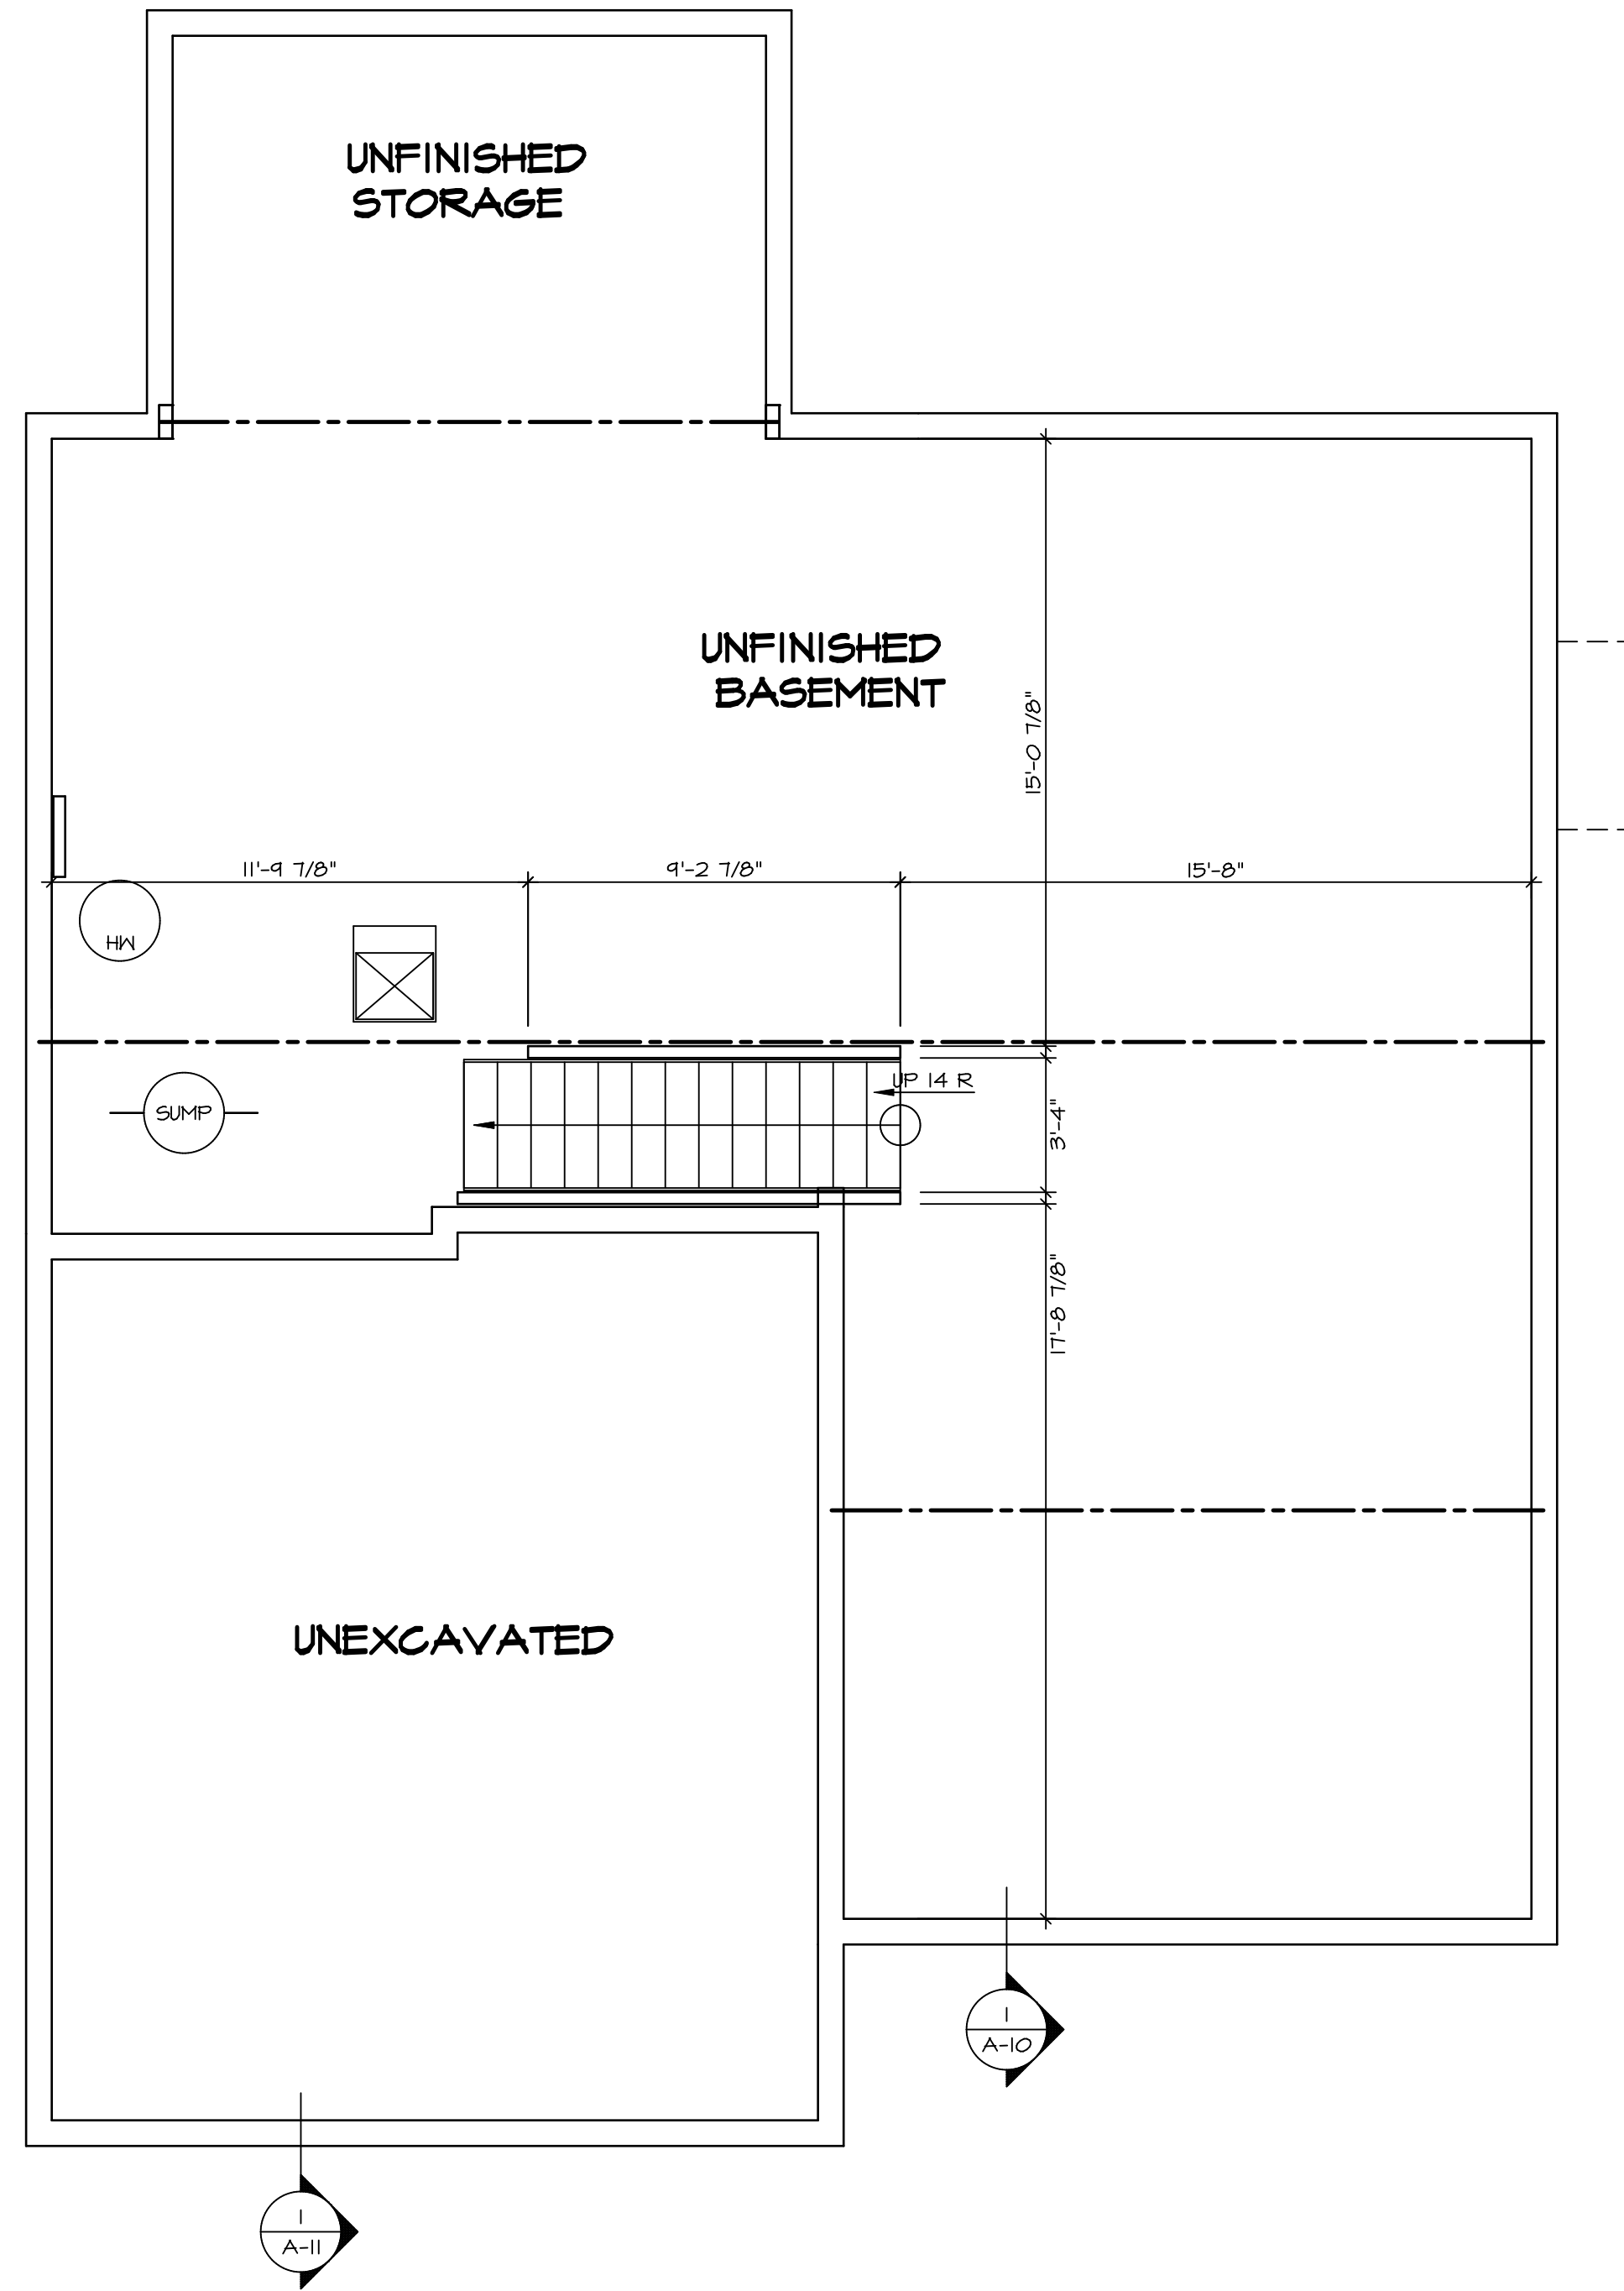 UNFINISHED
STORAGE
UNFINISHED
BASEMENT
15'-0 7/8"
11'-9 7/8"
9'-2 7/8"
15'-8"
HW
UP 14 R
SUMP
3'-4"
17'-8 7/8"
UNEXCAVATED
1
A-10
1
A-11